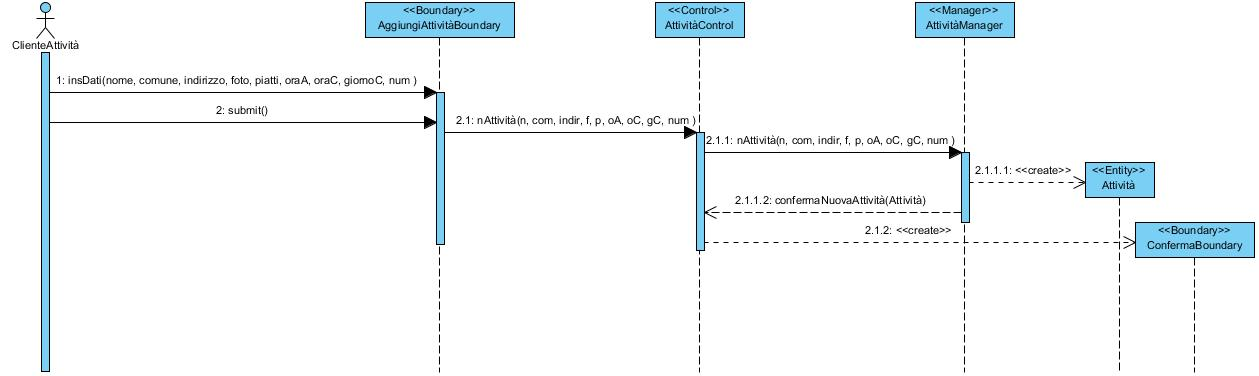 <<Boundary>>
AggiungiAttivitàBoundary
<<Control>>
AttivitàControl
<<Manager>>
AttivitàManager
ClienteAttività
1: insDati(nome, comune, indirizzo, foto, piatti, oraA, oraC, giornoC, num )
2: submit()
2.1: nAttività(n, com, indir, f, p, oA, oC, gC, num )
2.1.1: nAttività(n, com, indir, f, p, oA, oC, gC, num )
2.1.1.1: <<create>>
<<Entity>>
Attività
2.1.1.2: confermaNuovaAttività(Attività)
2.1.2: <<create>>
<<Boundary>>
ConfermaBoundary